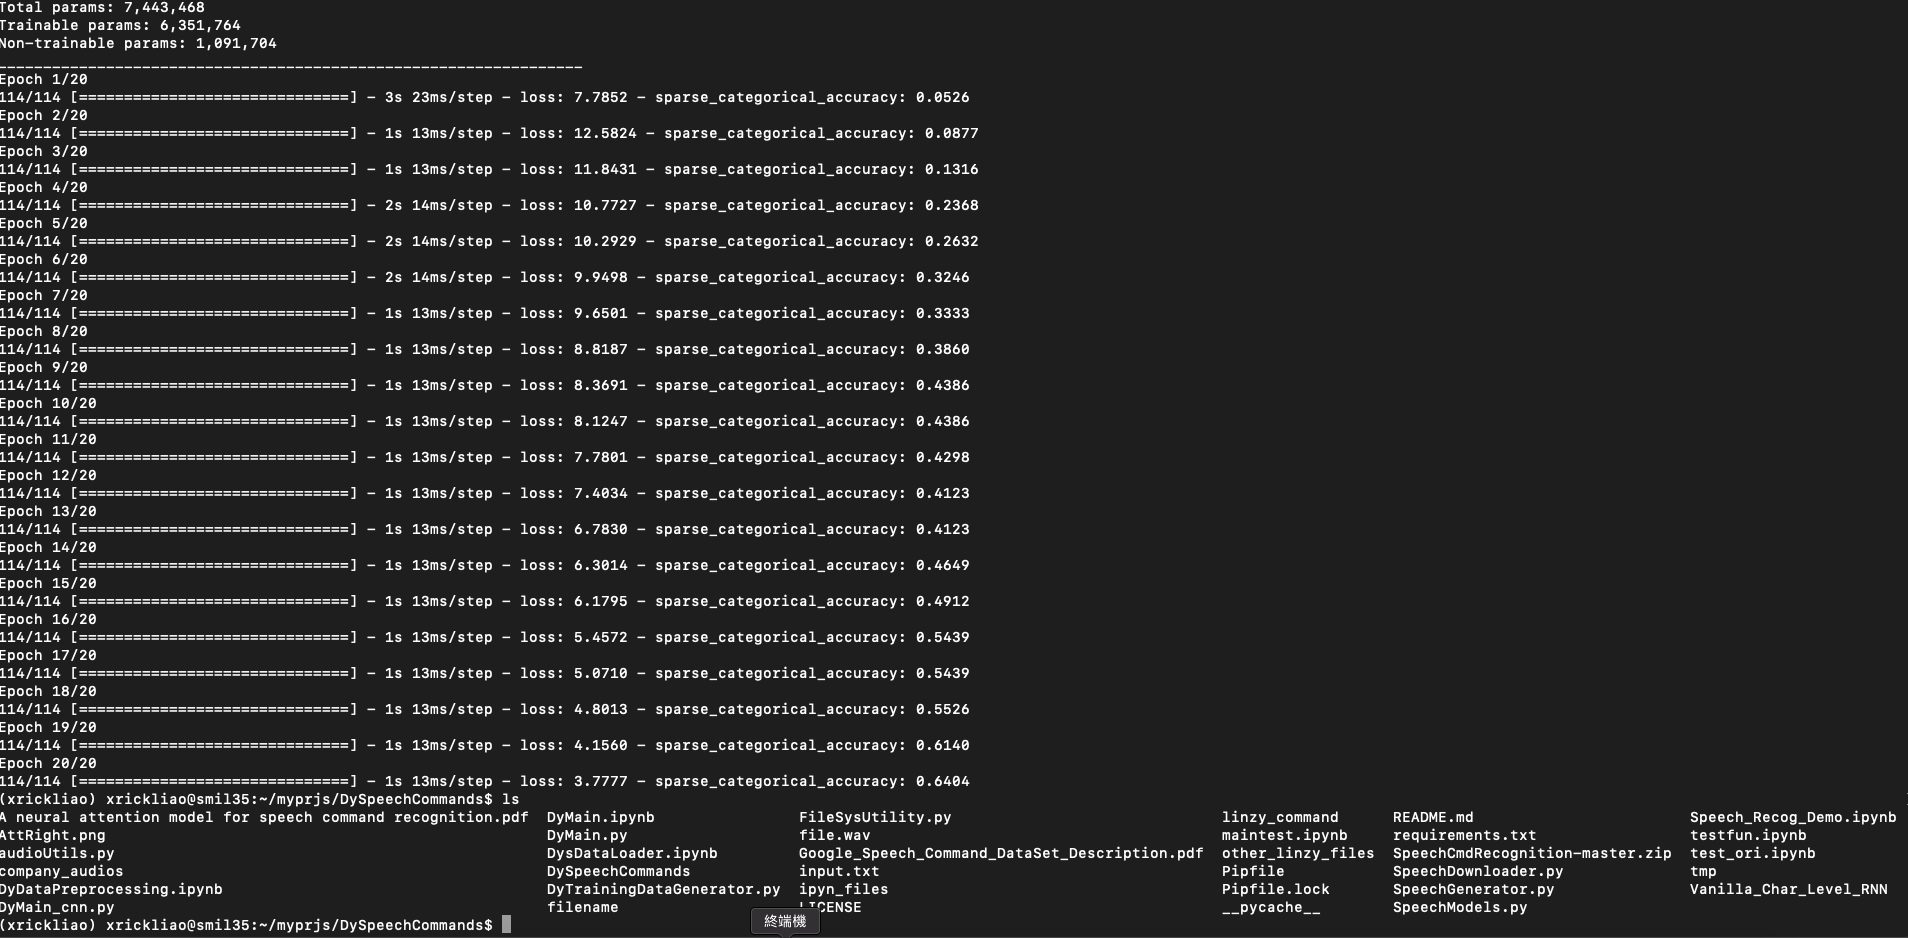 Total params: 7,443,468
Trainable params: 6,351,764
Non-trainable params: 1,091,704
_________________________________________________________________
Epoch 1/20
114/114 [==============================] - 3s 23ms/step - loss: 7.7852 - sparse_categorical_accuracy: 0.0526
Epoch 2/20
114/114 [==============================] - 1s 13ms/step - loss: 12.5824 - sparse_categorical_accuracy: 0.0877
Epoch 3/20
114/114 [==============================] - 1s 13ms/step - loss: 11.8431 - sparse_categorical_accuracy: 0.1316
Epoch 4/20
114/114 [==============================] - 2s 14ms/step - loss: 10.7727 - sparse_categorical_accuracy: 0.2368
Epoch 5/20
114/114 [==============================] - 2s 14ms/step - loss: 10.2929 - sparse_categorical_accuracy: 0.2632
Epoch 6/20
114/114 [==============================] - 2s 14ms/step - loss: 9.9498 - sparse_categorical_accuracy: 0.3246
Epoch 7/20
114/114 [==============================] - 1s 13ms/step - loss: 9.6501 - sparse_categorical_accuracy: 0.3333
Epoch 8/20
114/114 [==============================] - 1s 13ms/step - loss: 8.8187 - sparse_categorical_accuracy: 0.3860
Epoch 9/20
114/114 [==============================] - 1s 13ms/step - loss: 8.3691 - sparse_categorical_accuracy: 0.4386
Epoch 10/20
114/114 [==============================] - 1s 13ms/step - loss: 8.1247 - sparse_categorical_accuracy: 0.4386
Epoch 11/20
114/114 [==============================] - 1s 13ms/step - loss: 7.7801 - sparse_categorical_accuracy: 0.4298
Epoch 12/20
114/114 [==============================] - 1s 13ms/step - loss: 7.4034 - sparse_categorical_accuracy: 0.4123
Epoch 13/20
114/114 [==============================] - 1s 13ms/step - loss: 6.7830 - sparse_categorical_accuracy: 0.4123
Epoch 14/20
114/114 [==============================] - 1s 13ms/step - loss: 6.3014 - sparse_categorical_accuracy: 0.4649
Epoch 15/20
114/114 [==============================] - 1s 13ms/step - loss: 6.1795 - sparse_categorical_accuracy: 0.4912
Epoch 16/20
114/114 [==============================] - 1s 13ms/step - loss: 5.4572 - sparse_categorical_accuracy: 0.5439
Epoch 17/20
114/114 [==============================] - 1s 13ms/step - loss: 5.0710 - sparse_categorical_accuracy: 0.5439
Epoch 18/20
114/114 [==============================] - 1s 13ms/step - loss: 4.8013 - sparse_categorical_accuracy: 0.5526
Epoch 19/20
114/114 [==============================] - 1s 13ms/step - loss: 4.1560 - sparse_categorical_accuracy: 0.6140
Epoch 20/20
114/114 [==============================] - 1s 13ms/step - loss: 3.7777 - sparse_categorical_accuracy: 0.6404
(xrickliao) xrickliao@smil35:~/myprjs/DySpeechCommands$ ls
A neural attention model for speech command recognition.pdf  DyMain.ipynb  FileSysUtility.py  linzy_command  README.md  Speech_Recog_Demo.ipynb
AttRight.png  DyMain.py  file.wav  maintest.ipynb  requirements.txt  testfun.ipynb
audioUtils.py  DysDataLoader.ipynb  Google_Speech_Command_DataSet_Description.pdf  other_linzy_files  SpeechCmdRecognition-master.zip  test_ori.ipynb
company_audios  DySpeechCommands  input.txt  Pipfile  SpeechDownloader.py  tmp
DyDataPreprocessing.ipynb  DyTrainingDataGenerator.py  ipyn_files  Pipfile.lock  SpeechGenerator.py  Vanilla_Char_Level_RNN
DyMain_cnn.py  filename  LICENSE  __pycache__  SpeechModels.py
(xrickliao) xrickliao@smil35:~/myprjs/DySpeechCommands$
終端機